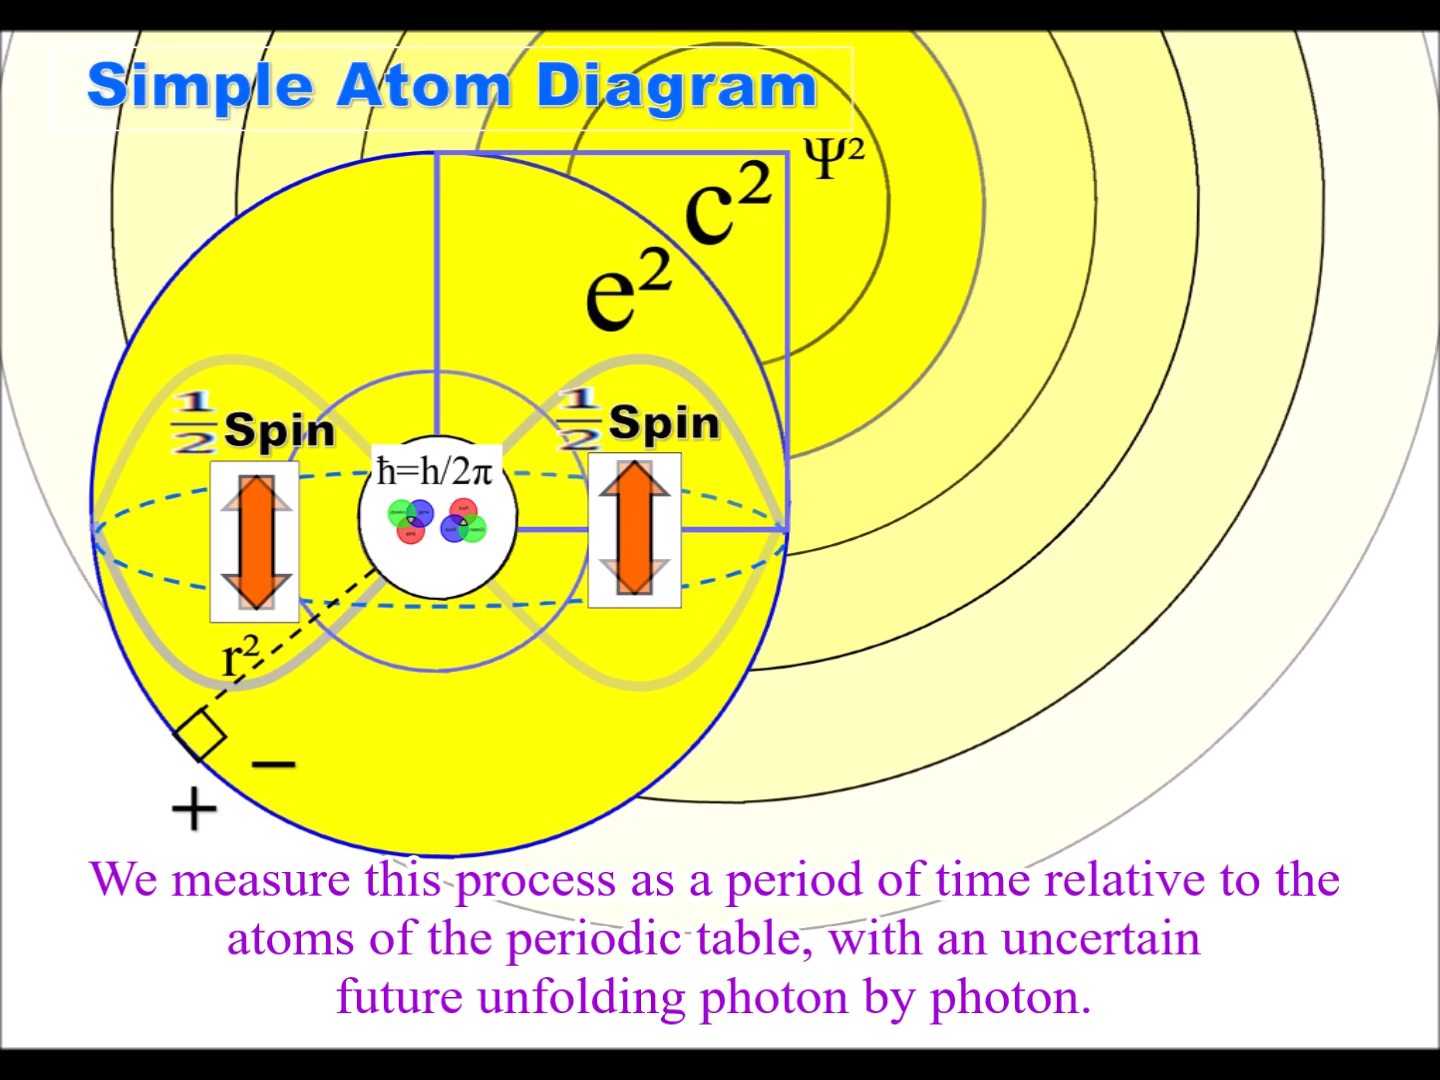 Simple Atom Diagram
Ψ²
c²
e²
½ Spin
½ Spin
ħ=h/2π
r²
−
+
We measure this process as a period of time relative to the
atoms of the periodic table, with an uncertain
future unfolding photon by photon.